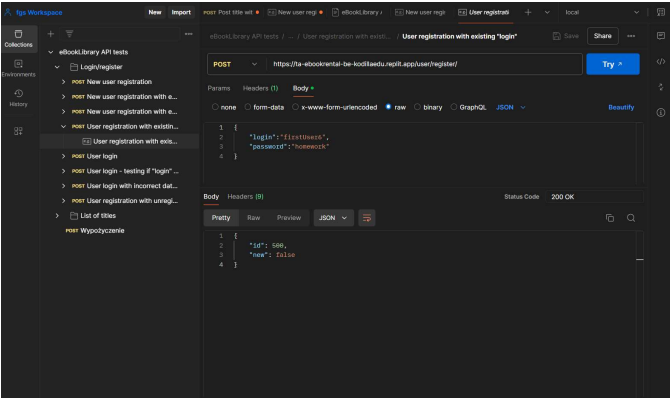 fgs Workspace
New Import
POST Post title wit
New user regi
eBookLibrary /
New user regi
User registrati
local
Collections
Environments
History
eBookLibrary API tests
Login/register
POST New user registration
POST New user registration with e...
POST New user registration with e...
POST User registration with existin...
User registration with exis...
POST User login
POST User login - testing if "login" ...
POST User login with incorrect dat...
POST User registration with unregi...
List of titles
POST Wypożyczenie
eBookLibrary API tests / ... / User registration with existi... / User registration with existing "login"
Save Share
POST https://ta-ebookrental-be-kodillaedu.replit.app/user/register/
Try
Params Headers (1) Body
none form-data x-www-form-urlencoded raw binary GraphQL JSON Beautify
1 {
2 "login":"firstUser6",
3 "password":"homework"
4 }
Body Headers (9) Status Code 200 OK
Pretty Raw Preview JSON
1 {
2 "id": 500,
3 "new": false
4 }